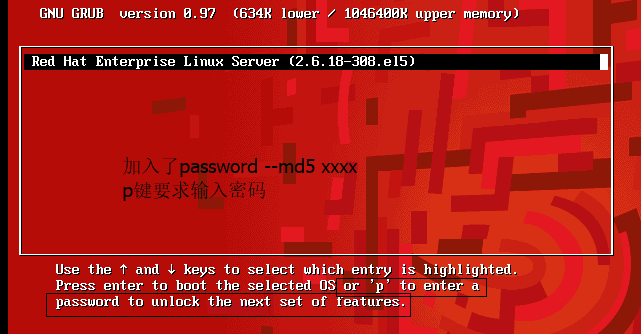 GNU GRUB  version 0.97  (634K lower / 1046400K upper memory)
Red Hat Enterprise Linux Server (2.6.18-308.el5)
加入了password --md5 xxxx
p键要求输入密码
Use the ↑ and ↓ keys to select which entry is highlighted.
Press enter to boot the selected OS or 'p' to enter a
password to unlock the next set of features.